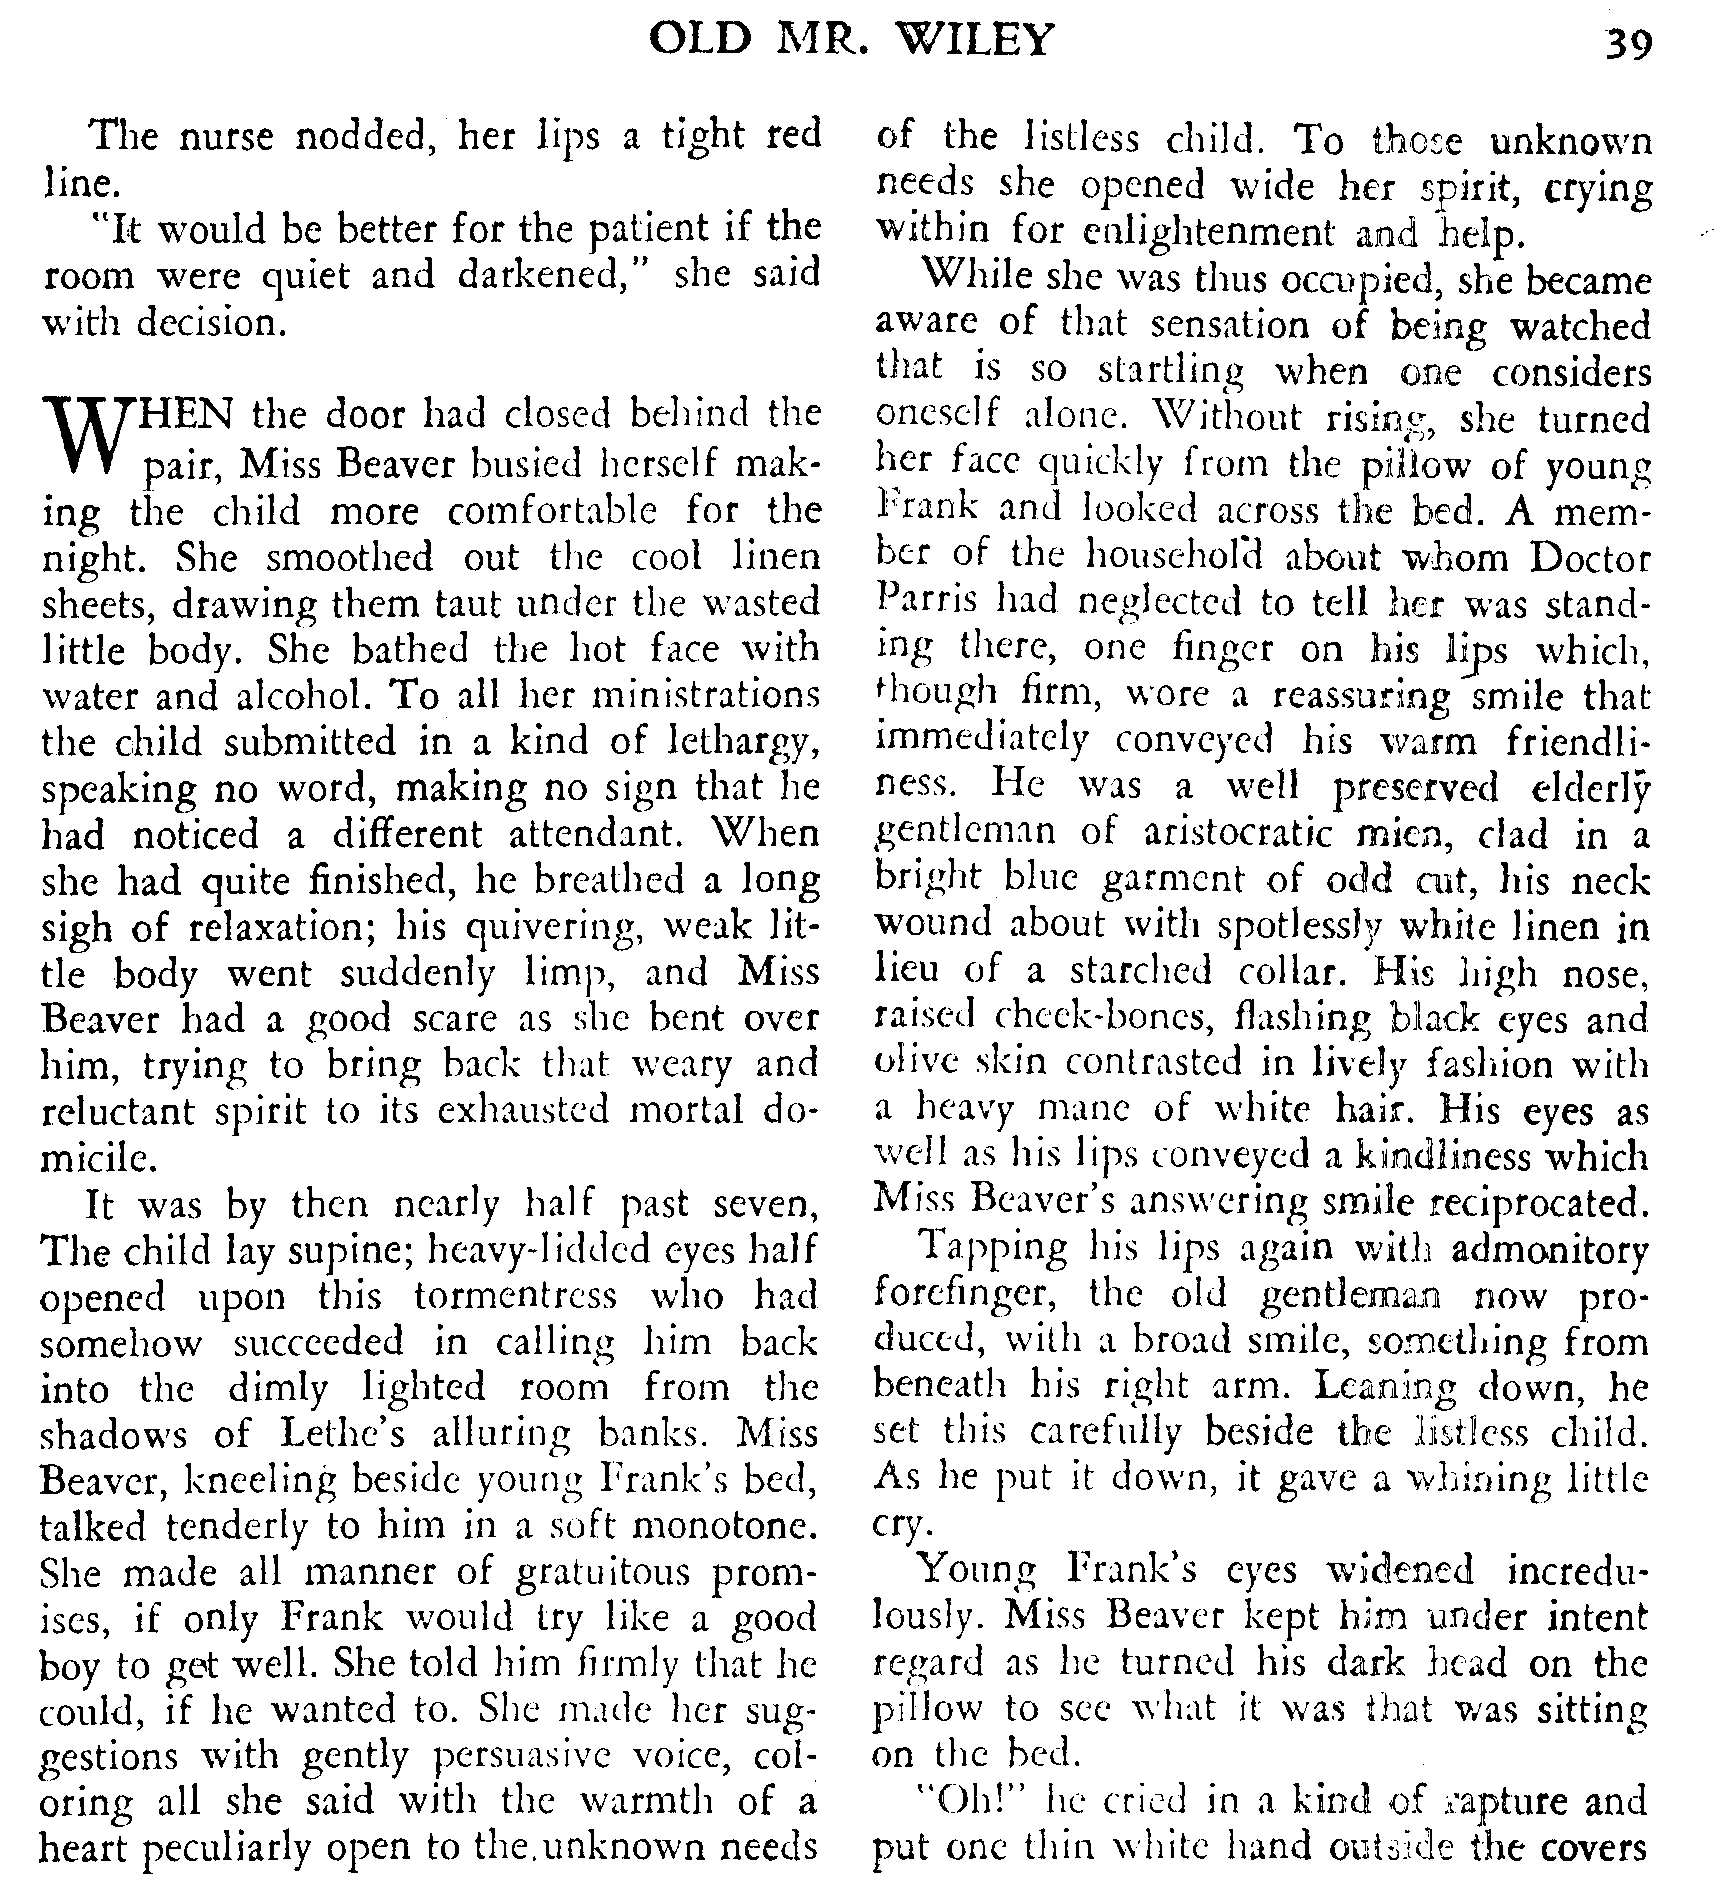 OLD MR. WILEY
39
The nurse nodded, her lips a tight red
line.
"It would be better for the patient if the
room were quiet and darkened," she said
with decision.
WHEN the door had closed behind the
pair, Miss Beaver busied herself mak-
ing the child more comfortable for the
night. She smoothed out the cool linen
sheets, drawing them taut under the wasted
little body. She bathed the hot face with
water and alcohol. To all her ministrations
the child submitted in a kind of lethargy,
speaking no word, making no sign that he
had noticed a different attendant. When
she had quite finished, he breathed a long
sigh of relaxation; his quivering, weak lit-
tle body went suddenly limp, and Miss
Beaver had a good scare as she bent over
him, trying to bring back that weary and
reluctant spirit to its exhausted mortal do-
micile.
It was by then nearly half past seven,
The child lay supine; heavy-lidded eyes half
opened upon this tormentress who had
somehow succeeded in calling him back
into the dimly lighted room from the
shadows of Lethe's alluring banks. Miss
Beaver, kneeling beside young Frank's bed,
talked tenderly to him in a soft monotone.
She made all manner of gratuitous prom-
ises, if only Frank would try like a good
boy to get well. She told him firmly that he
could, if he wanted to. She made her sug-
gestions with gently persuasive voice, col-
oring all she said with the warmth of a
heart peculiarly open to the unknown needs
of the listless child. To those unknown
needs she opened wide her spirit, crying
within for enlightenment and help.
While she was thus occupied, she became
aware of that sensation of being watched
that is so startling when one considers
oneself alone. Without rising, she turned
her face quickly from the pillow of young
Frank and looked across the bed. A mem-
ber of the household about whom Doctor
Parris had neglected to tell her was stand-
ing there, one finger on his lips which,
though firm, wore a reassuring smile that
immediately conveyed his warm friendli-
ness. He was a well preserved elderly
gentleman of aristocratic mien, clad in a
bright blue garment of odd cut, his neck
wound about with spotlessly white linen in
lieu of a starched collar. His high nose,
raised cheek-bones, flashing black eyes and
olive skin contrasted in lively fashion with
a heavy mane of white hair. His eyes as
well as his lips conveyed a kindliness which
Miss Beaver's answering smile reciprocated.
Tapping his lips again with admonitory
forefinger, the old gentleman now pro-
duced, with a broad smile, something from
beneath his right arm. Leaning down, he
set this carefully beside the listless child.
As he put it down, it gave a whining little
cry.
Young Frank's eyes widened incredu-
lously. Miss Beaver kept him under intent
regard as he turned his dark head on the
pillow to see what it was that was sitting
on the bed.
"Oh!" he cried in a kind of rapture and
put one thin white hand outside the covers